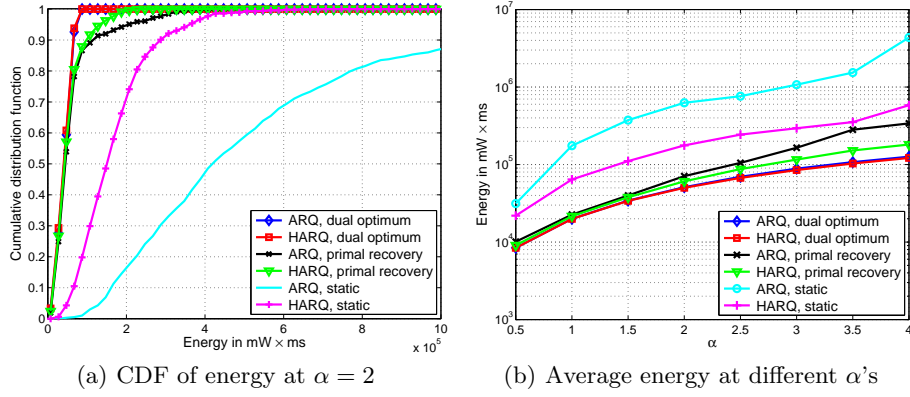 1
0.9
0.8
0.7
0.6
0.5
0.4
0.3
0.2
0.1
0
Cumulative distribution function
0 2 4 6 8 10
Energy in mW × ms
x 10^5
ARQ, dual optimum
HARQ, dual optimum
ARQ, primal recovery
HARQ, primal recovery
ARQ, static
HARQ, static
(a) CDF of energy at α = 2
10^7
10^6
10^5
10^4
10^3
Energy in mW × ms
0.5 1 1.5 2 2.5 3 3.5 4
α
ARQ, dual optimum
HARQ, dual optimum
ARQ, primal recovery
HARQ, primal recovery
ARQ, static
HARQ, static
(b) Average energy at different α's